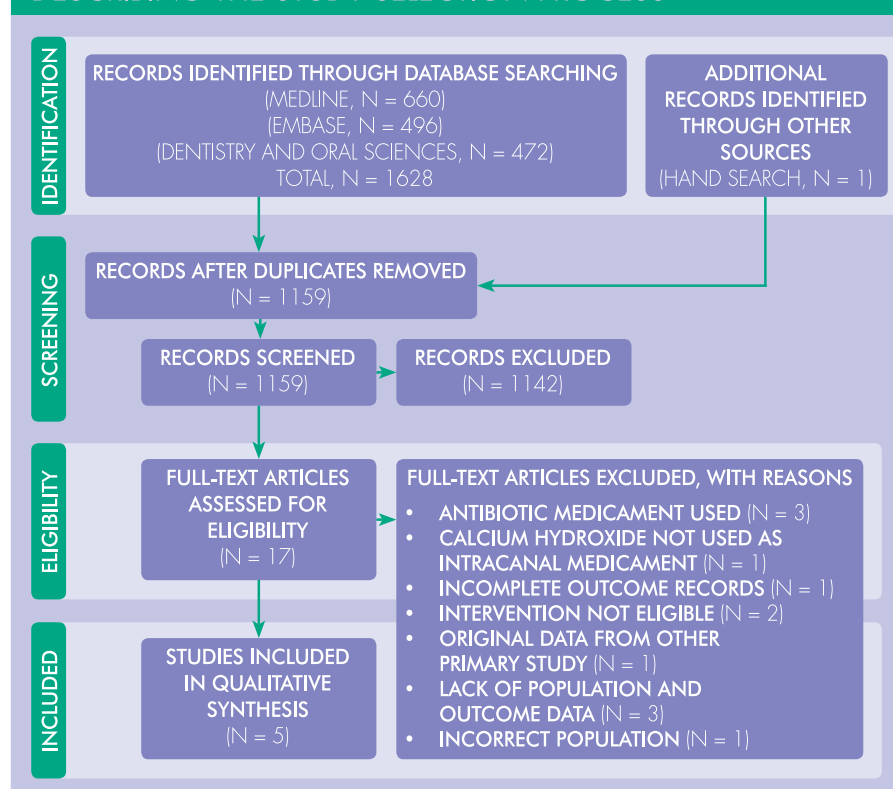 IDENTIFICATION
RECORDS IDENTIFIED THROUGH DATABASE SEARCHING
(MEDLINE, N = 660)
(EMBASE, N = 496)
(DENTISTRY AND ORAL SCIENCES, N = 472)
TOTAL, N = 1628
ADDITIONAL
RECORDS IDENTIFIED
THROUGH OTHER
SOURCES
(HAND SEARCH, N = 1)
SCREENING
RECORDS AFTER DUPLICATES REMOVED
(N = 1159)
RECORDS SCREENED
(N = 1159)
RECORDS EXCLUDED
(N = 1142)
ELIGIBILITY
FULL-TEXT ARTICLES
ASSESSED FOR
ELIGIBILITY
(N = 17)
FULL-TEXT ARTICLES EXCLUDED, WITH REASONS
• ANTIBIOTIC MEDICAMENT USED (N = 3)
• CALCIUM HYDROXIDE NOT USED AS
INTRACANAL MEDICAMENT (N = 1)
• INCOMPLETE OUTCOME RECORDS (N = 1)
• INTERVENTION NOT ELIGIBLE (N = 2)
• ORIGINAL DATA FROM OTHER
PRIMARY STUDY (N = 1)
• LACK OF POPULATION AND
OUTCOME DATA (N = 3)
• INCORRECT POPULATION (N = 1)
INCLUDED
STUDIES INCLUDED
IN QUALITATIVE
SYNTHESIS
(N = 5)